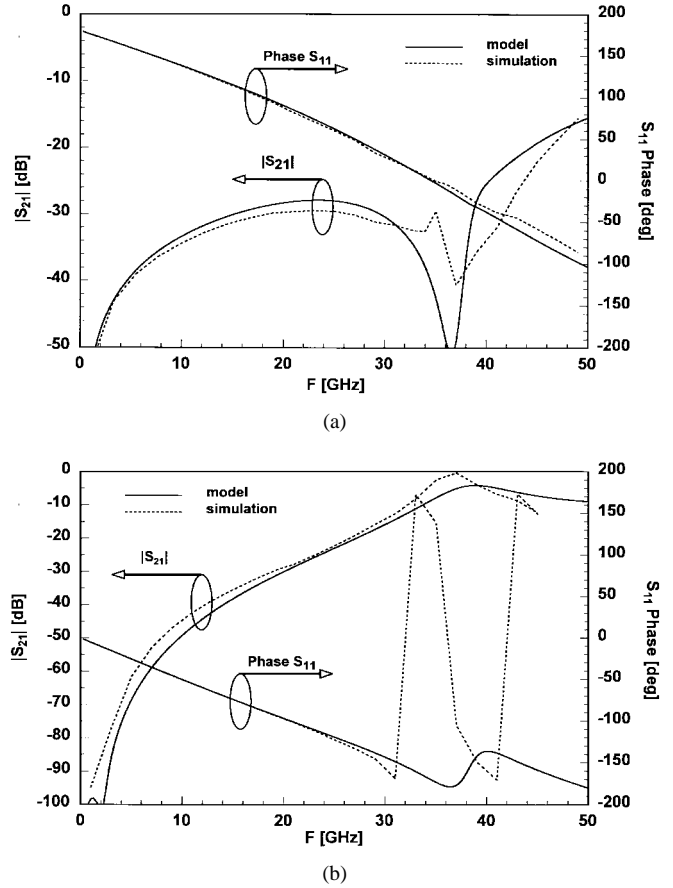 0
-10
-20
-30
-40
-50
|S21| [dB]
200
150
100
50
0
-50
-100
-150
-200
S11 Phase [deg]
Phase S11
model
simulation
|S21|
0 10 20 30 40 50
F [GHz]
(a)
0
-10
-20
-30
-40
-50
-60
-70
-80
-90
-100
|S21| [dB]
200
150
100
50
0
-50
-100
-150
-200
S11 Phase [deg]
model
simulation
|S21|
Phase S11
0 10 20 30 40 50
F [GHz]
(b)